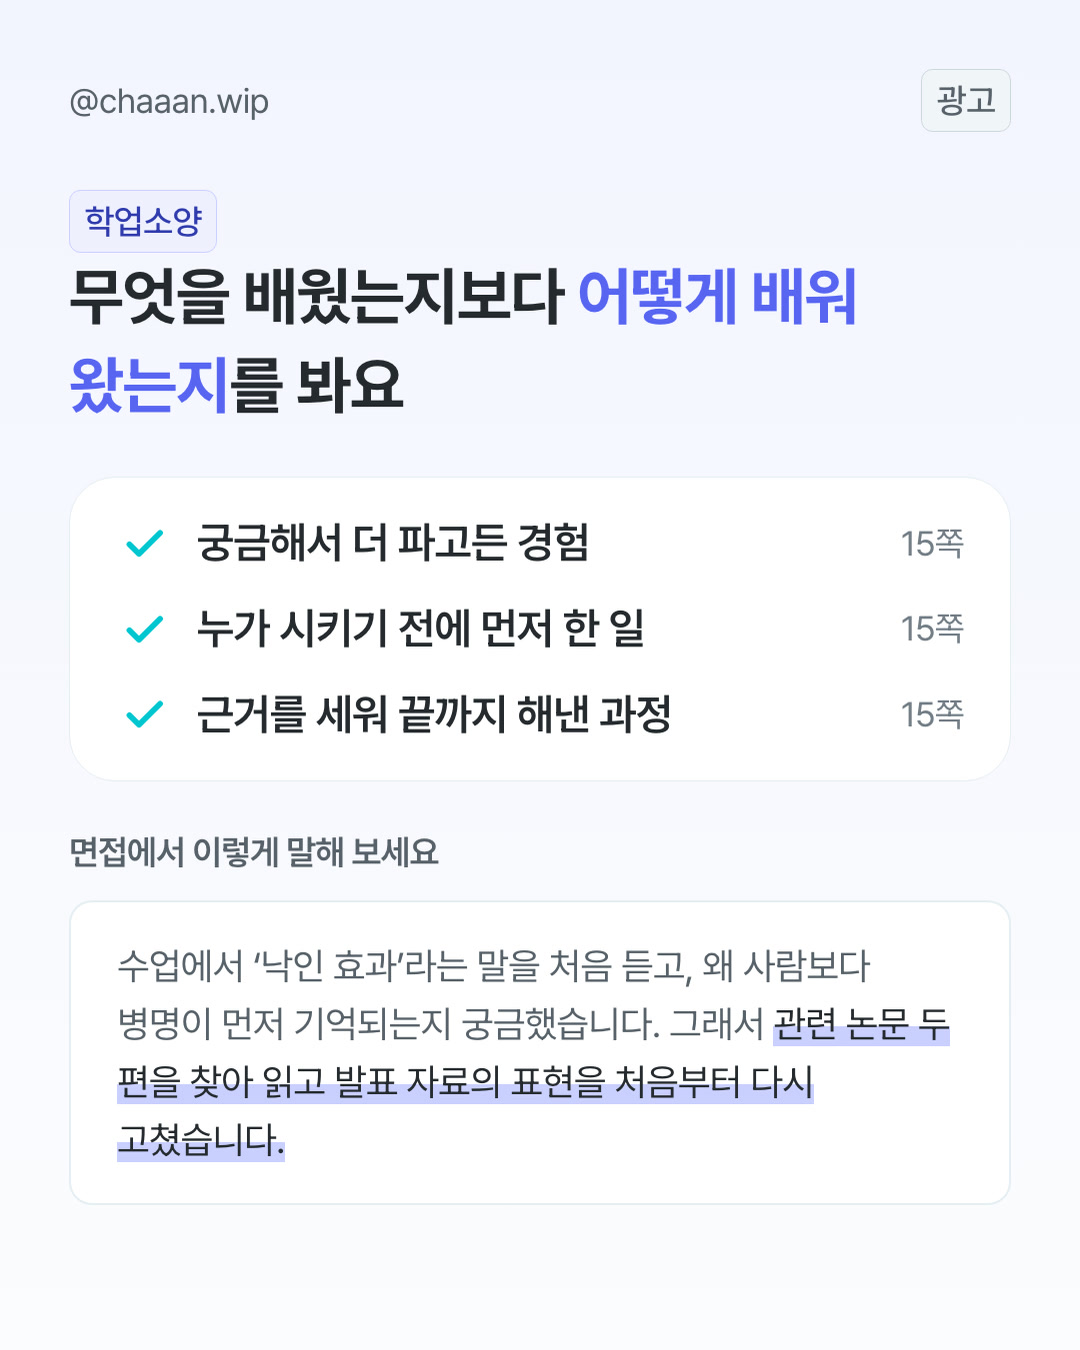 @chaaan.wip
광고
학업소양
무엇을 배웠는지보다 어떻게 배워
왔는지를 봐요
궁금해서 더 파고든 경험 15쪽
누가 시키기 전에 먼저 한 일 15쪽
근거를 세워 끝까지 해낸 과정 15쪽
면접에서 이렇게 말해 보세요
수업에서 ‘낙인 효과’라는 말을 처음 듣고, 왜 사람보다
병명이 먼저 기억되는지 궁금했습니다. 그래서 관련 논문 두
편을 찾아 읽고 발표 자료의 표현을 처음부터 다시
고쳤습니다.